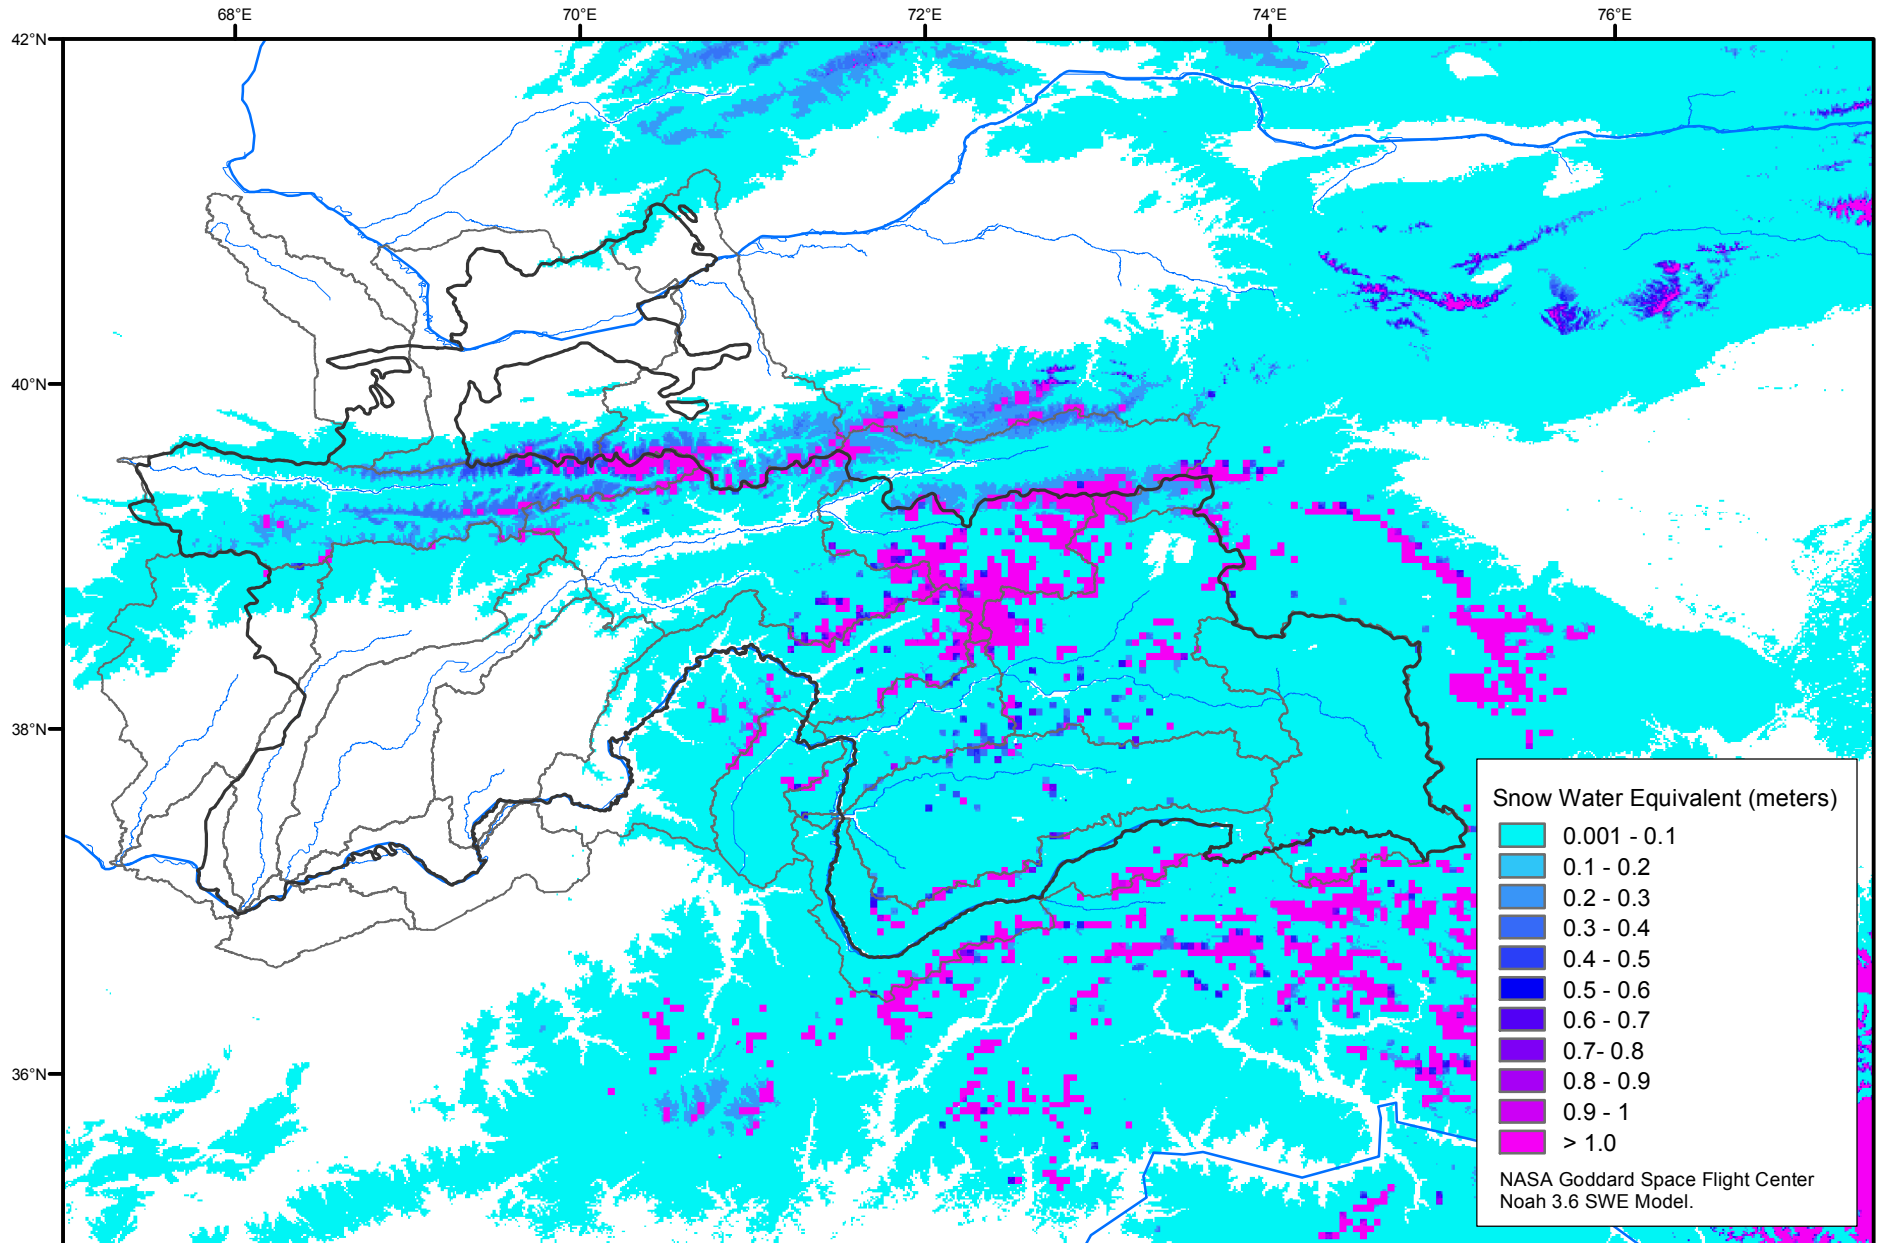 68°E 70°E 72°E 74°E 76°E
42°N
40°N
38°N
36°N
Snow Water Equivalent (meters)
0.001 - 0.1
0.1 - 0.2
0.2 - 0.3
0.3 - 0.4
0.4 - 0.5
0.5 - 0.6
0.6 - 0.7
0.7- 0.8
0.8 - 0.9
0.9 - 1
> 1.0
NASA Goddard Space Flight Center
Noah 3.6 SWE Model.